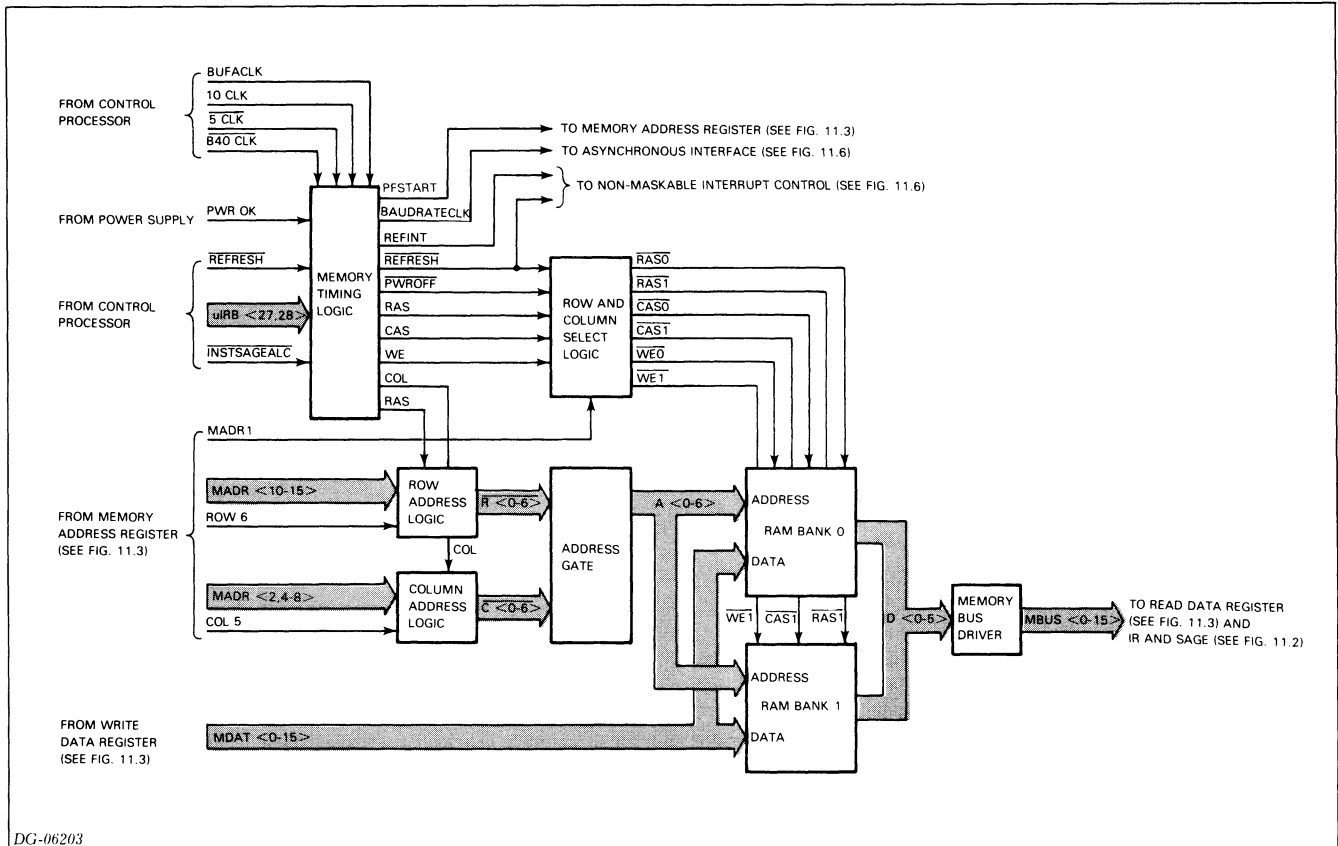 BUFACLK
10 CLK
5 CLK
B40 CLK
FROM CONTROL
PROCESSOR
FROM POWER SUPPLY
PWR OK
REFRESH
uIRB <27,28>
INSTSAGEALC
FROM CONTROL
PROCESSOR
MEMORY
TIMING
LOGIC
PFSTART
BAUDRATECLK
REFINT
REFRESH
PWROFF
RAS
CAS
WE
COL
RAS
TO MEMORY ADDRESS REGISTER (SEE FIG. 11.3)
TO ASYNCHRONOUS INTERFACE (SEE FIG. 11.6)
TO NON-MASKABLE INTERRUPT CONTROL (SEE FIG. 11.6)
ROW AND
COLUMN
SELECT
LOGIC
RAS0
RAS1
CAS0
CAS1
WE0
WE1
MADR1
MADR <10-15>
ROW 6
FROM MEMORY
ADDRESS REGISTER
(SEE FIG. 11.3)
MADR <2,4-8>
COL 5
ROW
ADDRESS
LOGIC
COL
COLUMN
ADDRESS
LOGIC
R <0-6>
C <0-6>
ADDRESS
GATE
A <0-6>
ADDRESS
RAM BANK 0
DATA
WE1
CAS1
RAS1
ADDRESS
RAM BANK 1
DATA
D <0-5>
MEMORY
BUS
DRIVER
MBUS <0-15>
TO READ DATA REGISTER
(SEE FIG. 11.3) AND
IR AND SAGE (SEE FIG. 11.2)
FROM WRITE
DATA REGISTER
(SEE FIG. 11.3)
MDAT <0-15>
DG-06203